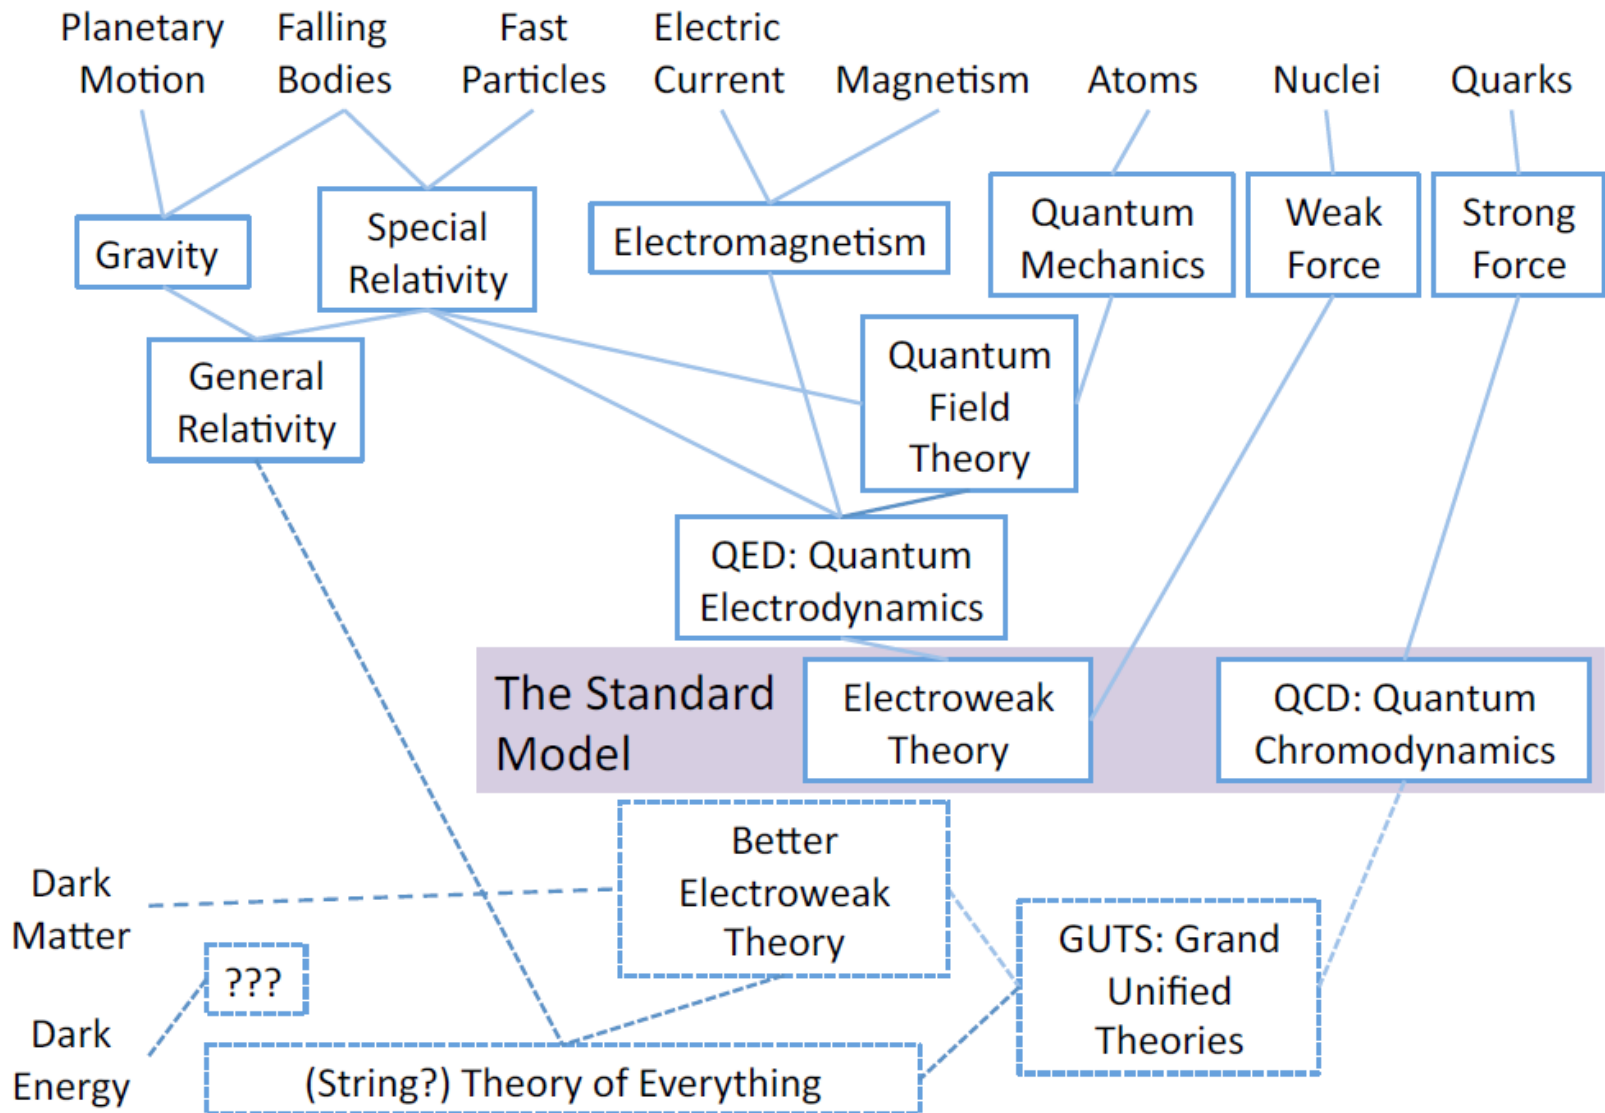 Planetary
Motion
Falling
Bodies
Fast
Particles
Electric
Current
Magnetism
Atoms
Nuclei
Quarks
Gravity
Special
Relativity
Electromagnetism
Quantum
Mechanics
Weak
Force
Strong
Force
General
Relativity
Quantum
Field
Theory
QED: Quantum
Electrodynamics
The Standard
Model
Electroweak
Theory
QCD: Quantum
Chromodynamics
Better
Electroweak
Theory
Dark
Matter
???
GUTS: Grand
Unified
Theories
Dark
Energy
(String?) Theory of Everything